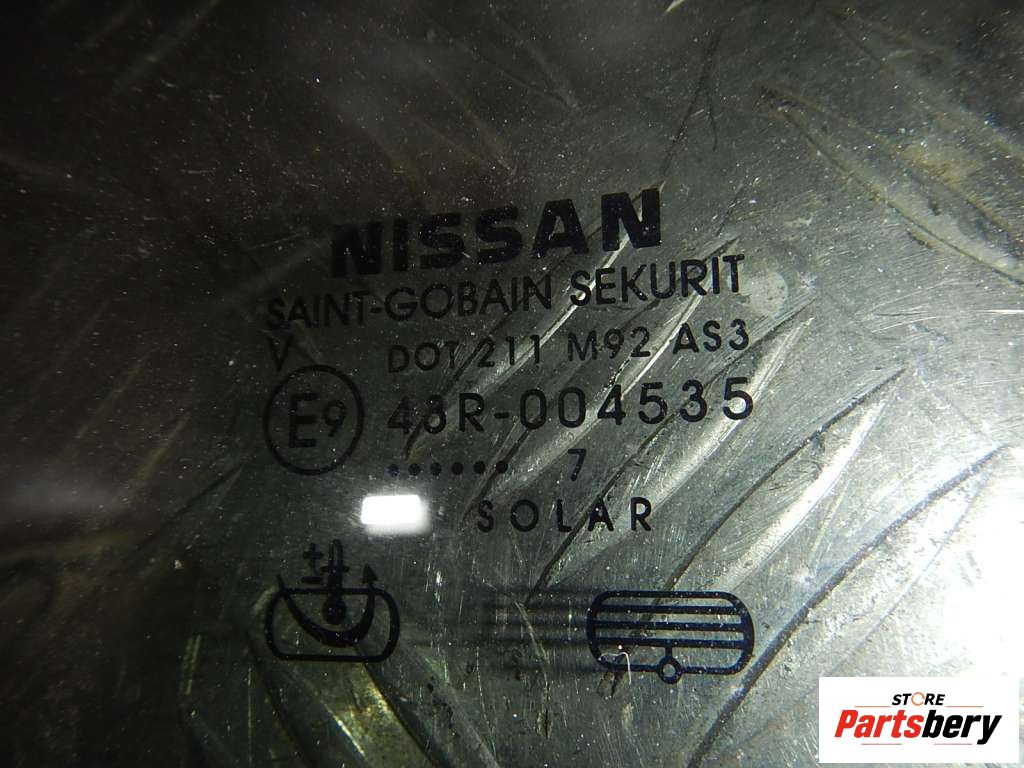 NISSAN
SAINT-GOBAIN SEKURIT
V DOT 211 M92 AS3
E9 43R-004535
•••••• 7
SOLAR
STORE
Partsbery